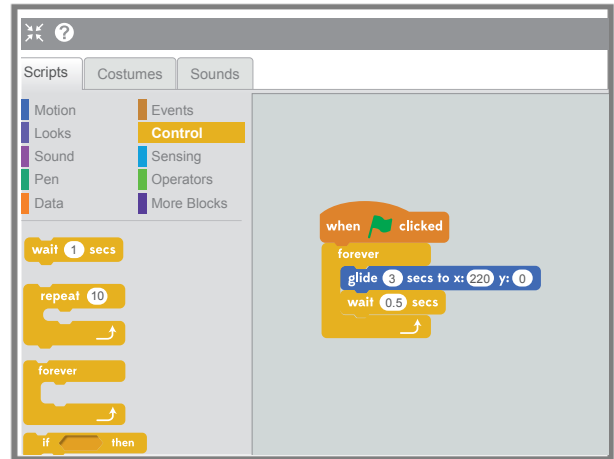 ?
Scripts Costumes Sounds
Motion Events
Looks Control
Sound Sensing
Pen Operators
Data More Blocks
wait 1 secs
repeat 10
forever
if then
when clicked
forever
glide 3 secs to x: 220 y: 0
wait 0.5 secs